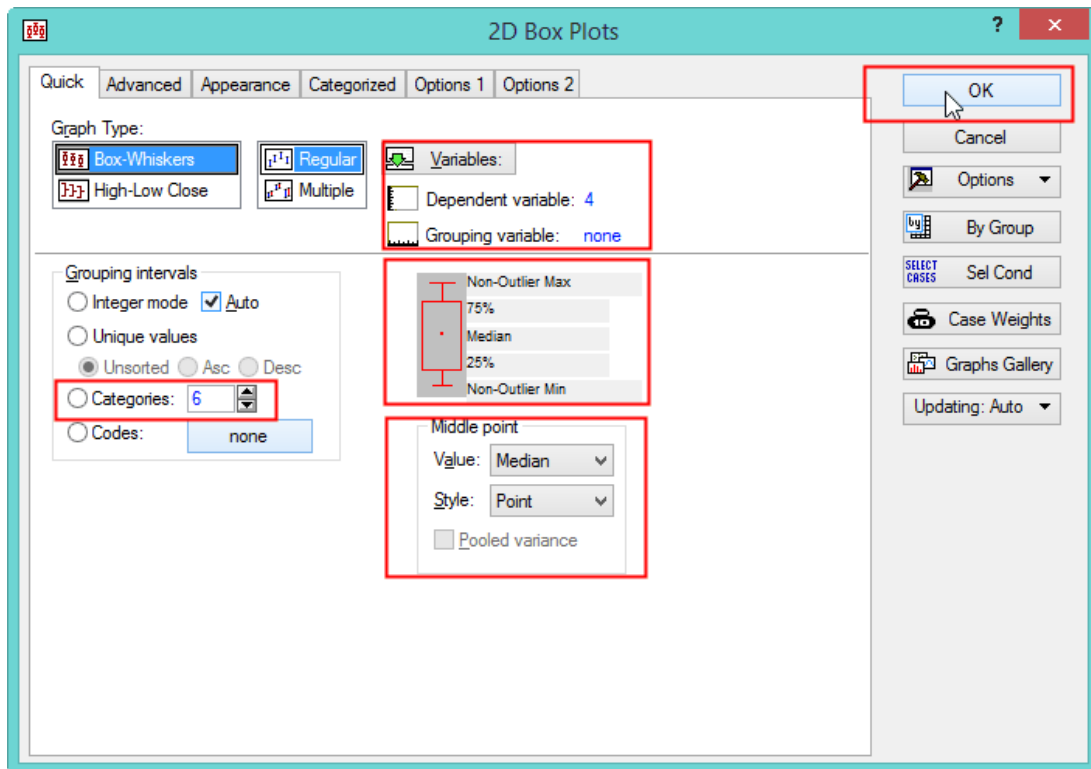 2D Box Plots
?
×
Quick Advanced Appearance Categorized Options 1 Options 2
Graph Type:
Box-Whiskers
High-Low Close
Regular
Multiple
Variables:
Dependent variable: 4
Grouping variable: none
Grouping intervals
Integer mode Auto
Unique values
Unsorted Asc Desc
Categories: 6
Codes: none
Non-Outlier Max
75%
Median
25%
Non-Outlier Min
Middle point
Value: Median
Style: Point
Pooled variance
OK
Cancel
Options
by By Group
SELECT
CASES Sel Cond
Case Weights
Graphs Gallery
Updating: Auto